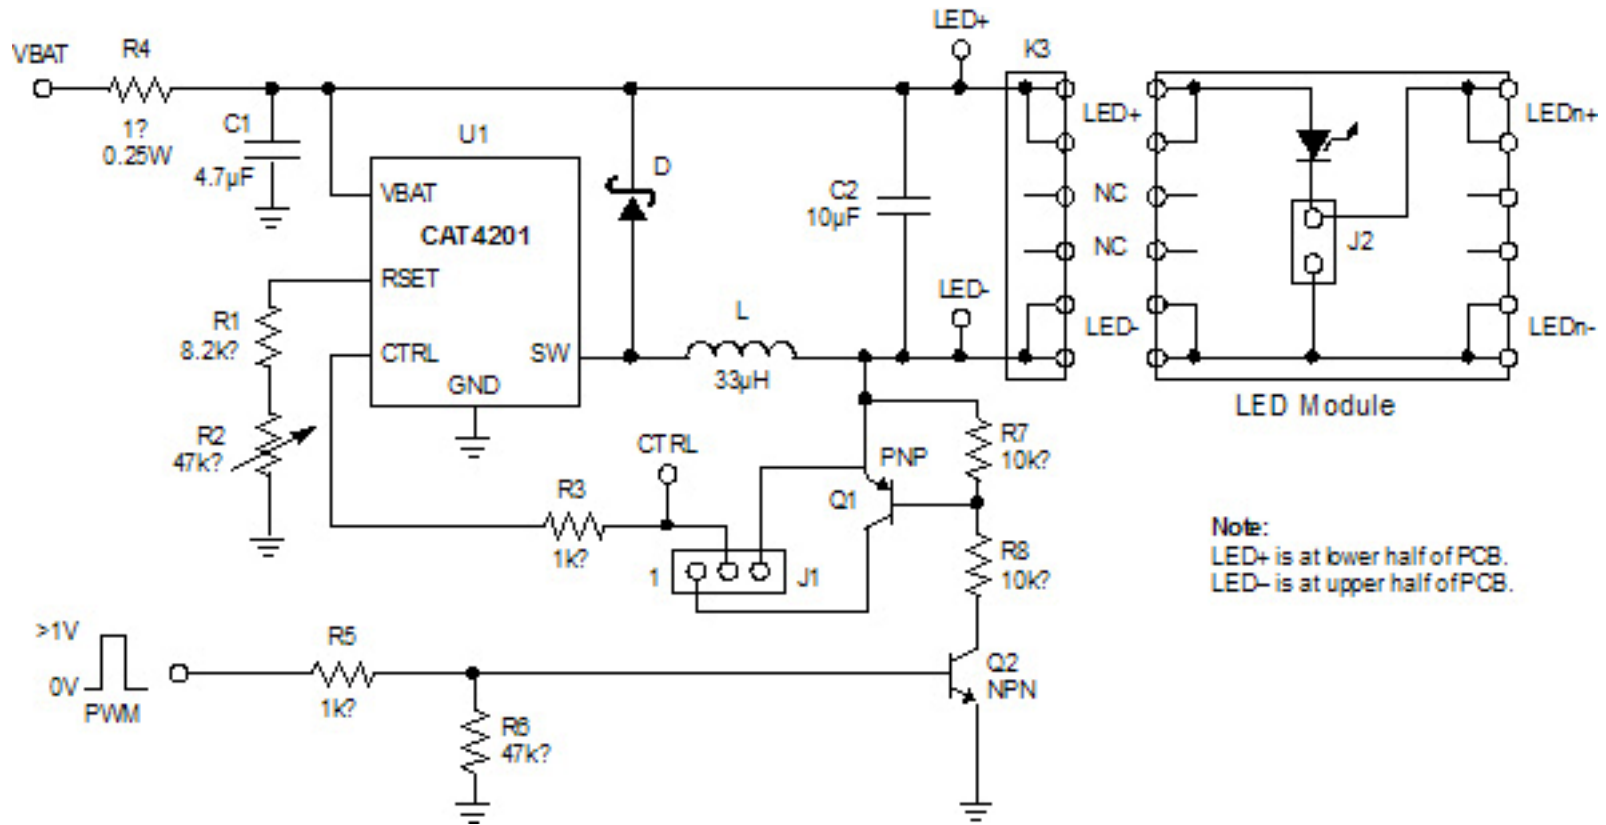 LED+
VBAT
R4
K3
1?
0.25W
C1
4.7µF
U1
D
LED+
LEDn+
VBAT
CAT4201
C2
10µF
NC
J2
NC
RSET
LED-
R1
8.2k?
L
LED-
LEDn-
CTRL
SW
33µH
GND
LED Module
R2
47k?
CTRL
PNP
R7
10k?
R3
Q1
Note:
LED+ is at lower half of PCB.
LED– is at upper half of PCB.
1k?
1
J1
R8
10k?
>1V
0V
PWM
R5
1k?
Q2
NPN
R6
47k?